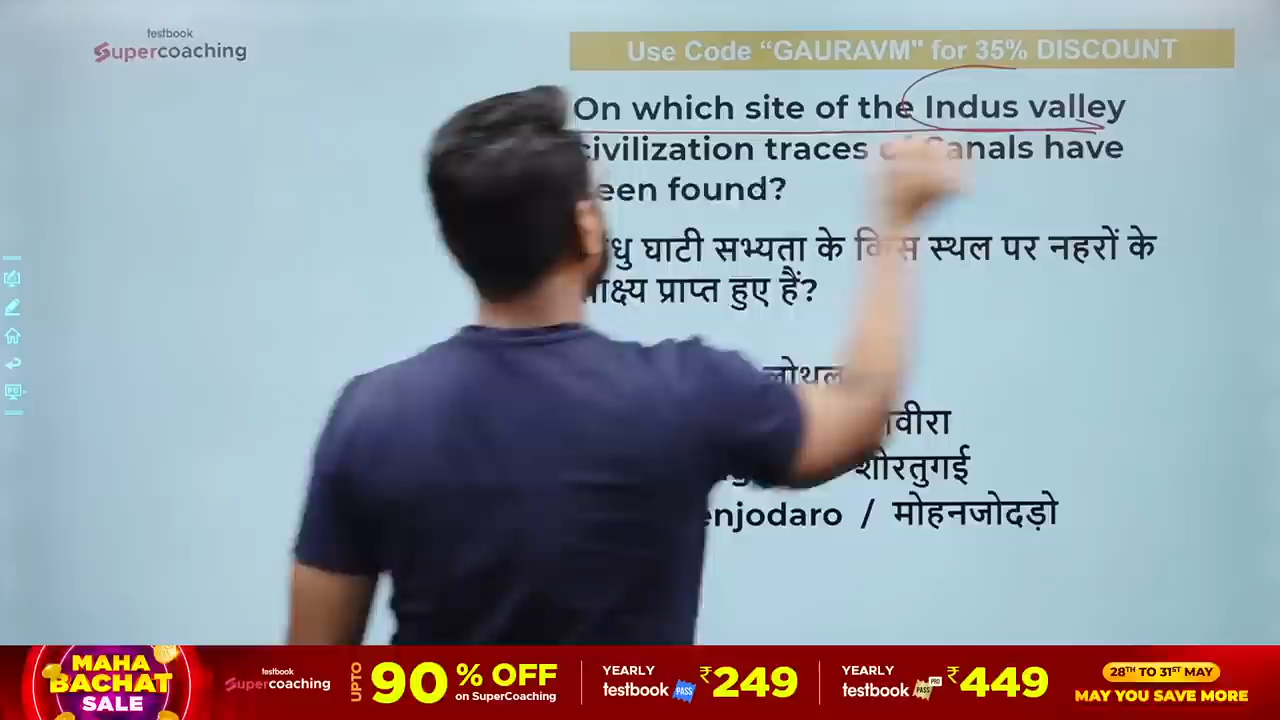 testbook
Supercoaching
Use Code “GAURAVM" for 35% DISCOUNT
On which site of the Indus valley
civilization traces of Canals have
been found?
घाटी सभ्यता के किस स्थल पर नहरों के
साक्ष्य प्राप्त हुए हैं?
लोथल
शोरतुगई
/ मोहनजोदड़ो
MAHA
BACHAT
SALE
testbook
Supercoaching
UPTO
90 % OFF
on SuperCoaching
YEARLY
testbook PASS
₹249
YEARLY
testbook PASS PRO
₹449
28TH TO 31ST MAY
MAY YOU SAVE MORE